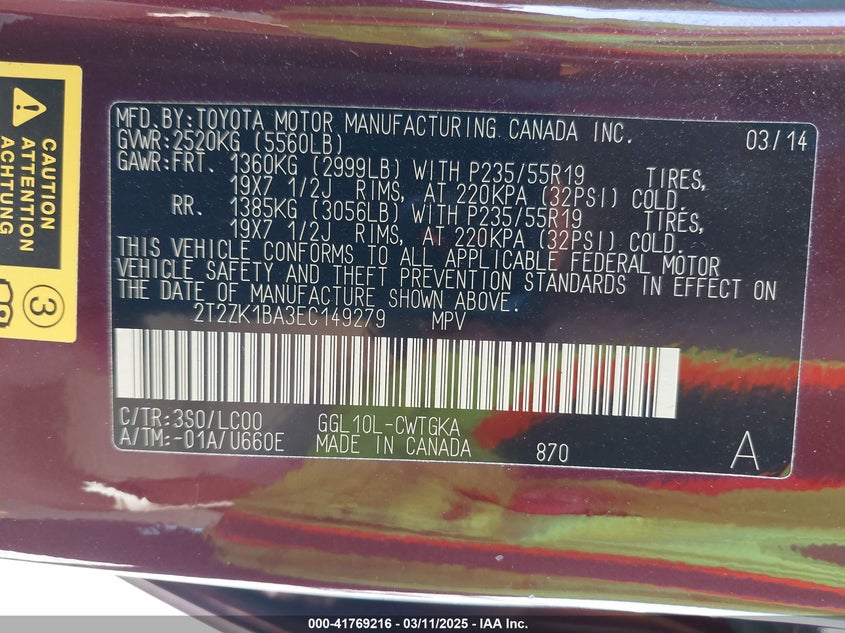 CAUTION
ATTENTION
ACHTUNG
3
MFD.BY:TOYOTA MOTOR MANUFACTURING CANADA INC. 03/14
GVWR:2520KG (5560LB)
GAWR:FRT. 1360KG (2999LB) WITH P235/55R19 TIRES,
19X7 1/2J RIMS, AT 220KPA (32PSI) COLD.
RR. 1385KG (3056LB) WITH P235/55R19 TIRES,
19X7 1/2J RIMS, AT 220KPA (32PSI) COLD.
THIS VEHICLE CONFORMS TO ALL APPLICABLE FEDERAL MOTOR
VEHICLE SAFETY AND THEFT PREVENTION STANDARDS IN EFFECT ON
THE DATE OF MANUFACTURE SHOWN ABOVE.
2T2ZK1BA3EC149279 MPV
C/TR:3S0/LC00 GGL10L-CWTGKA
A/TM:-01A/U660E MADE IN CANADA 870 A
000-41769216 - 03/11/2025 - IAA Inc.